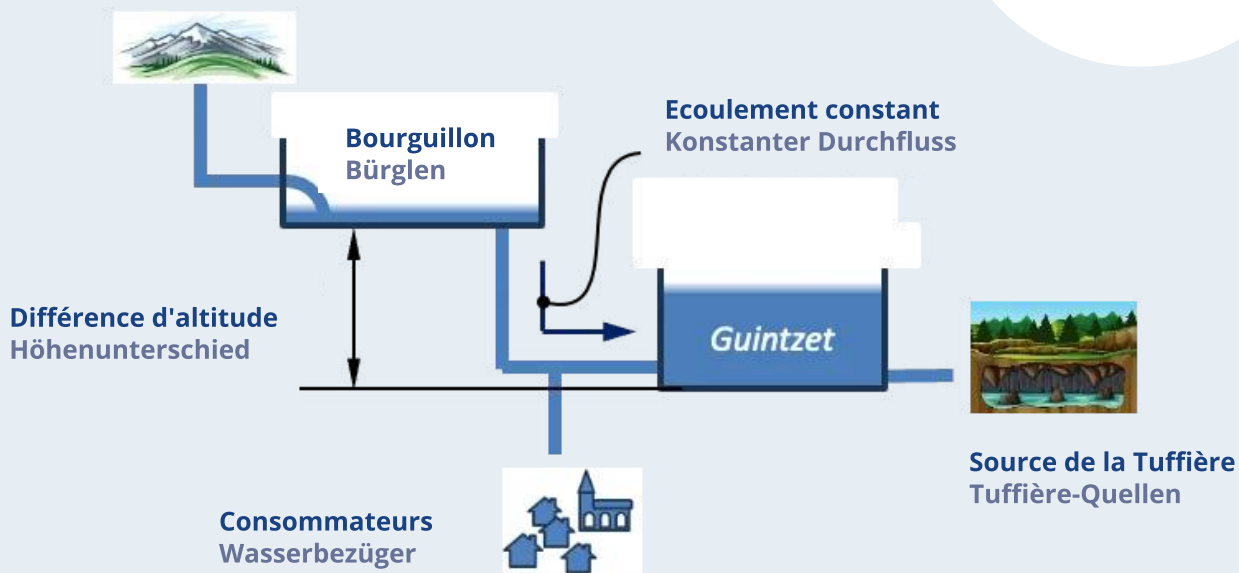 Bourguillon
Bürglen
Ecoulement constant
Konstanter Durchfluss
Différence d'altitude
Höhenunterschied
Guintzet
Source de la Tuffière
Tuffière-Quellen
Consommateurs
Wasserbezüger